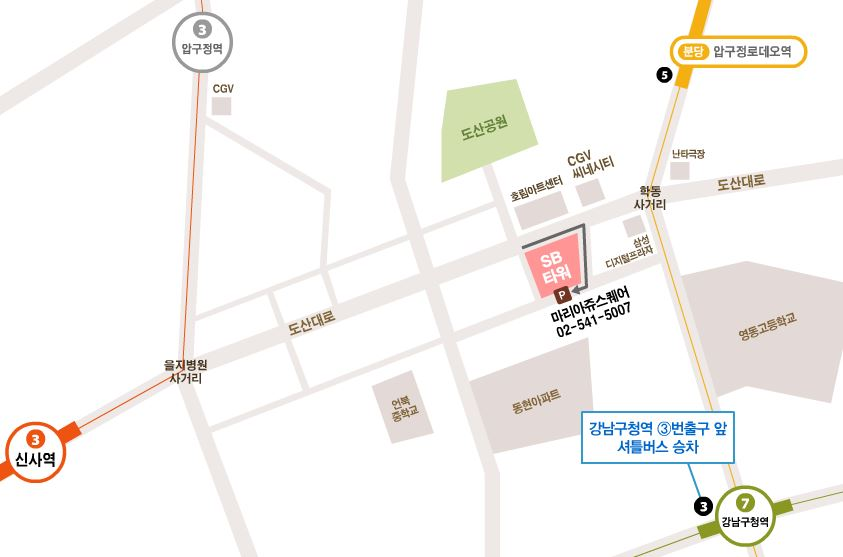 3
압구정역
CGV
분당 압구정로데오역
5
도산공원
CGV
씨네시티
호림아트센터
난타극장
학동
사거리
도산대로
삼성
디지털프라자
SB
타워
P
마리아쥬스퀘어
02-541-5007
도산대로
영동고등학교
을지병원
사거리
언북
중학교
동현아파트
강남구청역 ③번출구 앞
셔틀버스 승차
3
신사역
3
7
강남구청역